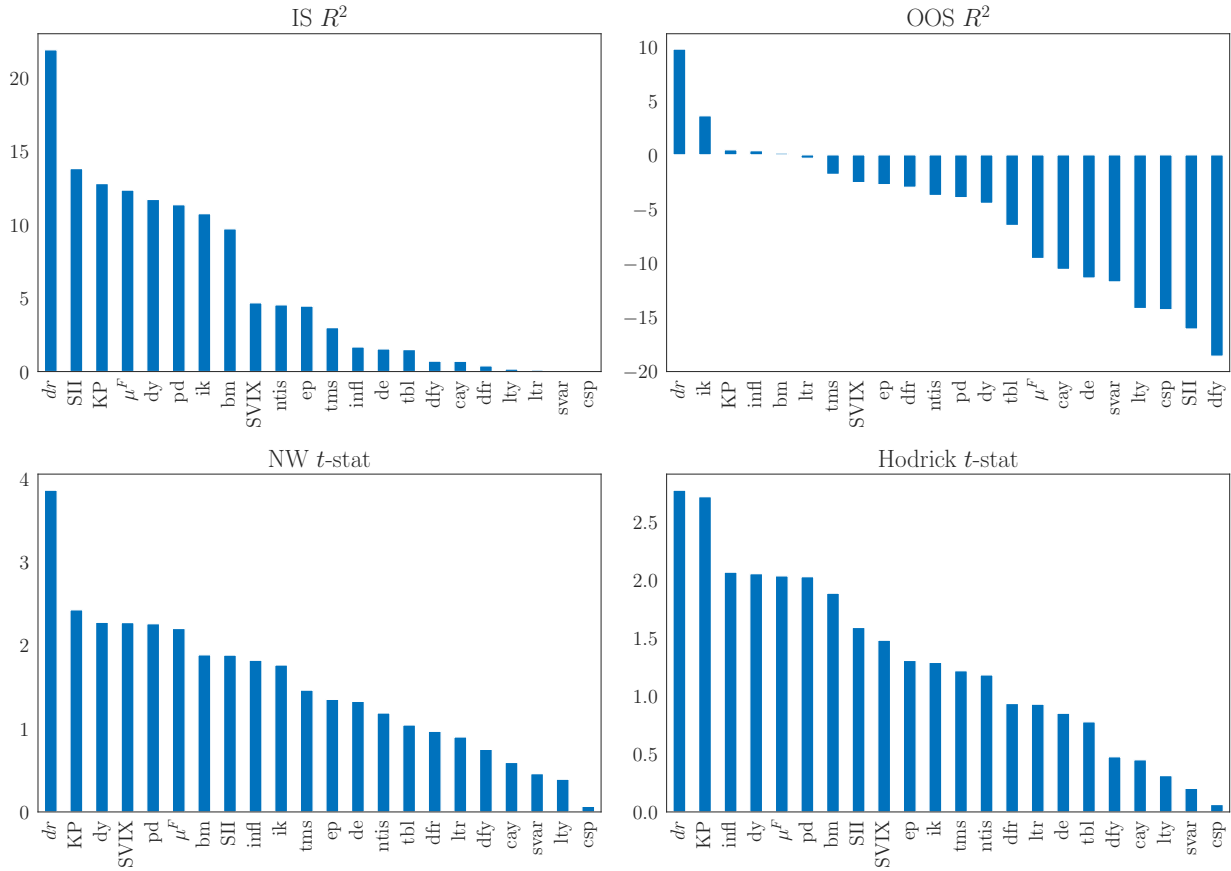 IS R²
20
15
10
5
0
dr SII KP μ^F dy pd ik bm SVIX ntis ep tms infl de tbl dfy cay dfr lty ltr svar csp
OOS R²
10
5
0
−5
−10
−15
−20
dr ik KP infl bm ltr tms SVIX ep dfr ntis pd dy tbl μ^F cay de svar lty csp SII dfy
NW t-stat
4
3
2
1
0
dr KP dy SVIX pd μ^F bm SII infl ik tms ep de ntis tbl dfr ltr dfy cay svar lty csp
Hodrick t-stat
2.5
2.0
1.5
1.0
0.5
0.0
dr KP infl dy μ^F pd bm SII SVIX ep ik tms ntis dfr ltr de tbl dfy cay lty svar csp